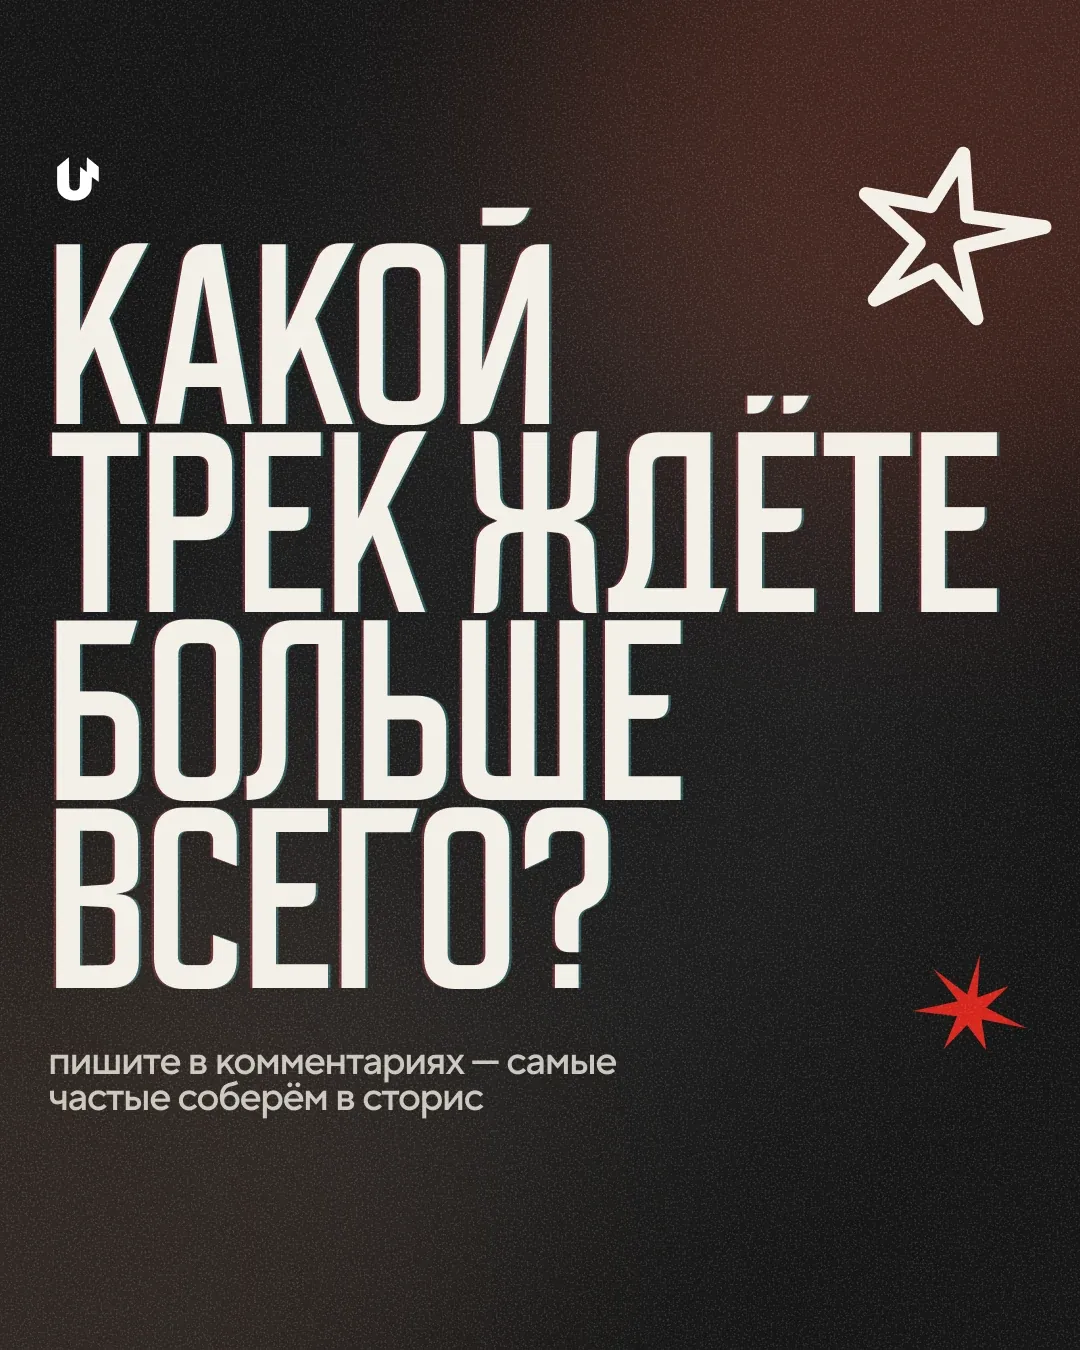 КАКОЙ
ТРЕК ЖДЁТЕ
БОЛЬШЕ
ВСЕГО?
пишите в комментариях — самые
частые соберём в сторис